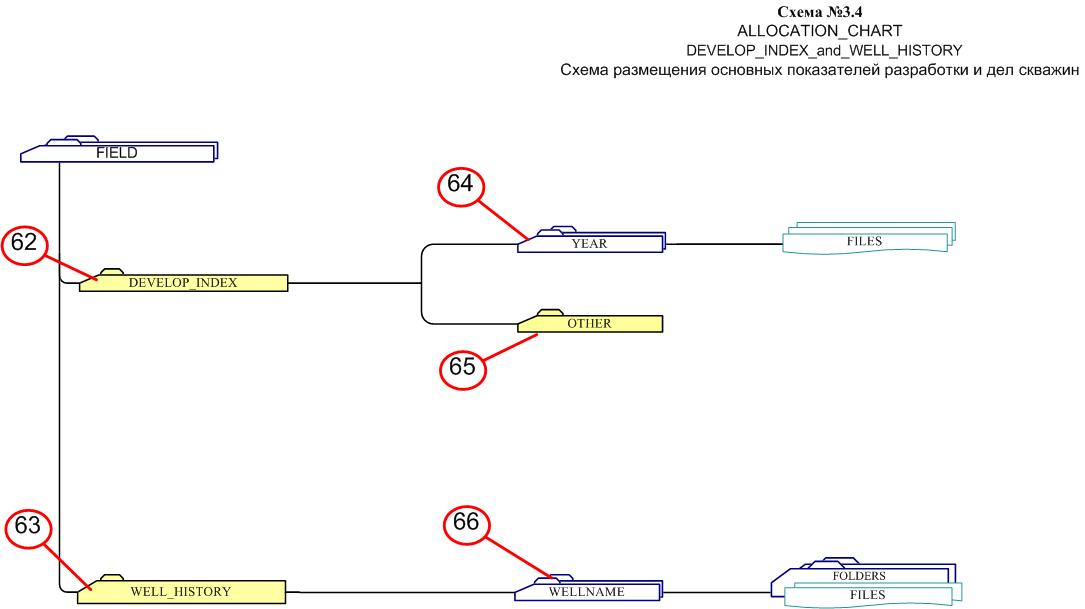 Схема №3.4
ALLOCATION_CHART
DEVELOP_INDEX_and_WELL_HISTORY
Схема размещения основных показателей разработки и дел скважин
FIELD
64
62
YEAR
FILES
DEVELOP_INDEX
OTHER
65
63
66
WELL_HISTORY
WELLNAME
FOLDERS
FILES